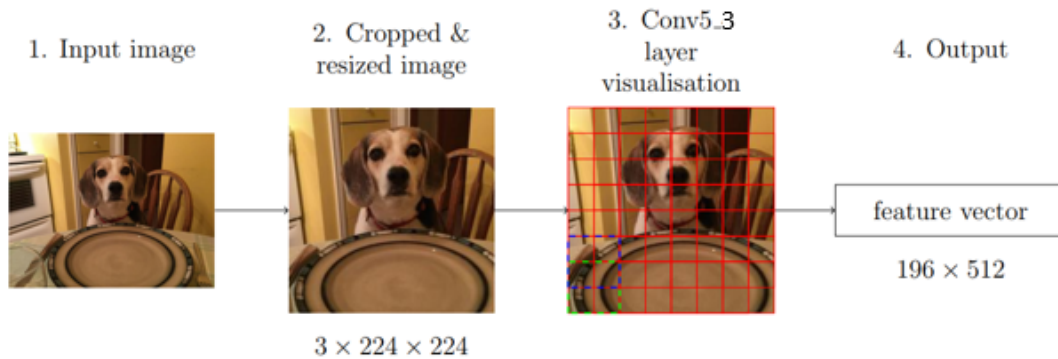 1. Input image
2. Cropped &
resized image
3. Conv5_3
layer
visualisation
4. Output
feature vector
196 × 512
3 × 224 × 224